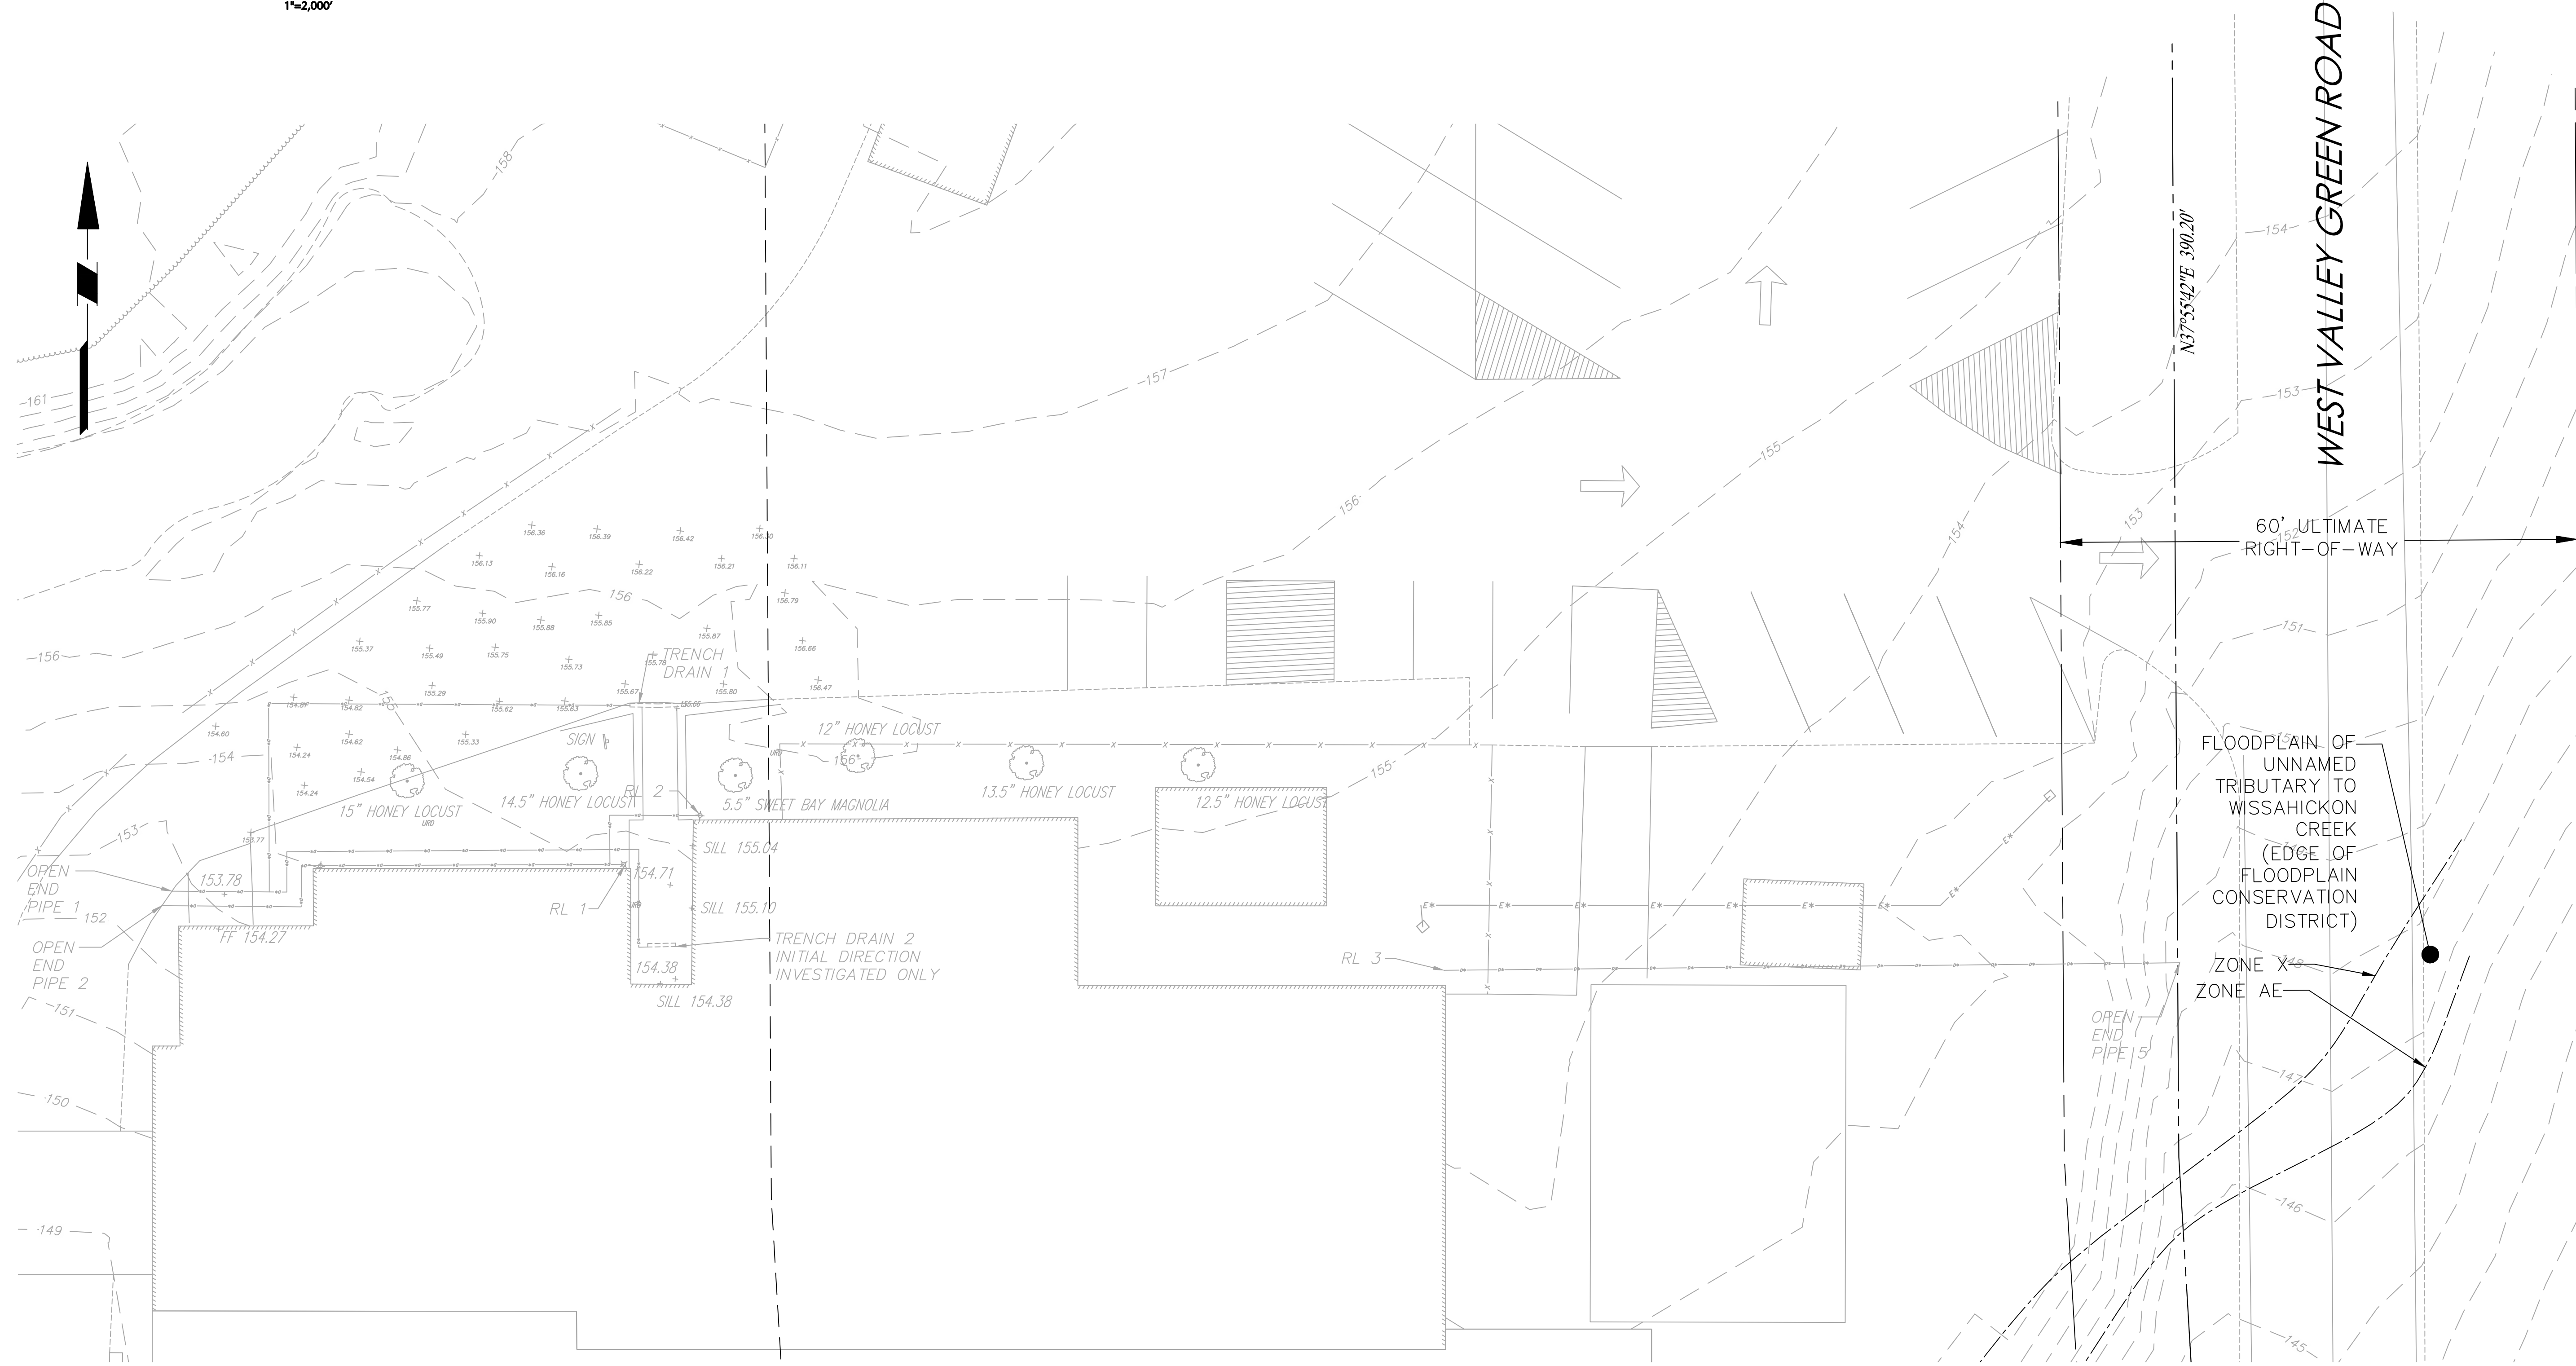 1"=2,000'
WEST VALLEY GREEN ROAD
N37°55'42"E 390.20'
60' ULTIMATE
RIGHT-OF-WAY
FLOODPLAIN OF
UNNAMED
TRIBUTARY TO
WISSAHICKON
CREEK
(EDGE OF
FLOODPLAIN
CONSERVATION
DISTRICT)
ZONE X
ZONE AE
158
161
157
156
155
154
153
154
153
152
151
148
147
146
145
156.36
156.39
156.42
156.30
156.13
156.16
156.22
156.21
156.11
156
156.79
155.77
155.90
155.88
155.85
155.87
156.66
156
155.37
155.49
155.75
155.73
155.78
TRENCH
DRAIN 1
155.29
155.67
155.80
156.47
155
154.82
155.62
155.63
154.60
154.24
154.62
155.33
154.86
154.54
154.24
154
SIGN
12" HONEY LOCUST
URD
156
155
15" HONEY LOCUST
URD
14.5" HONEY LOCUST
RL 2
5.5" SWEET BAY MAGNOLIA
13.5" HONEY LOCUST
12.5" HONEY LOCUST
153
153.77
SILL 155.04
OPEN
END
PIPE 1
153.78
154.71
152
RL 1
SILL 155.10
FF 154.27
OPEN
END
PIPE 2
TRENCH DRAIN 2
INITIAL DIRECTION
INVESTIGATED ONLY
154.38
SILL 154.38
RL 3
E* E* E* E* E* E* E* E* E*
OPEN
END
PIPE 5
151
150
149